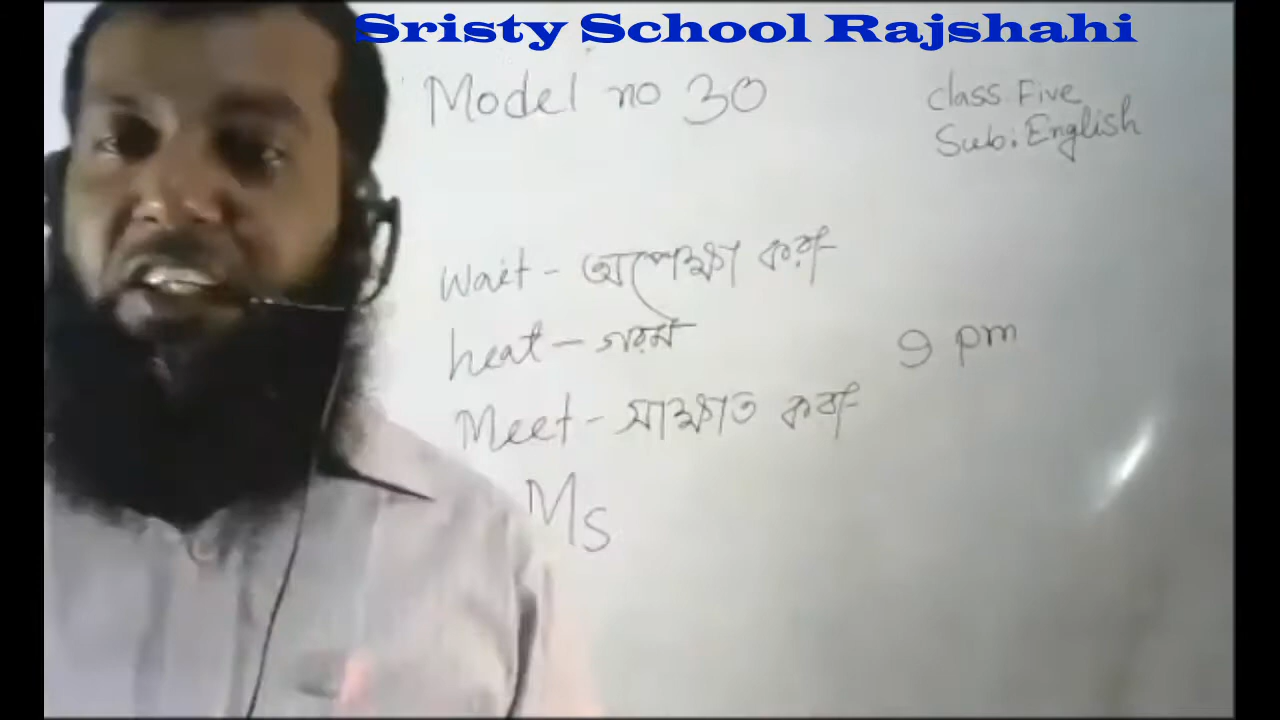 Sristy School Rajshahi
Model no 30
class Five
Sub: English
wait - অপেক্ষা করা
heat - গরম
9 pm
Meet - সাক্ষাত করা
Ms